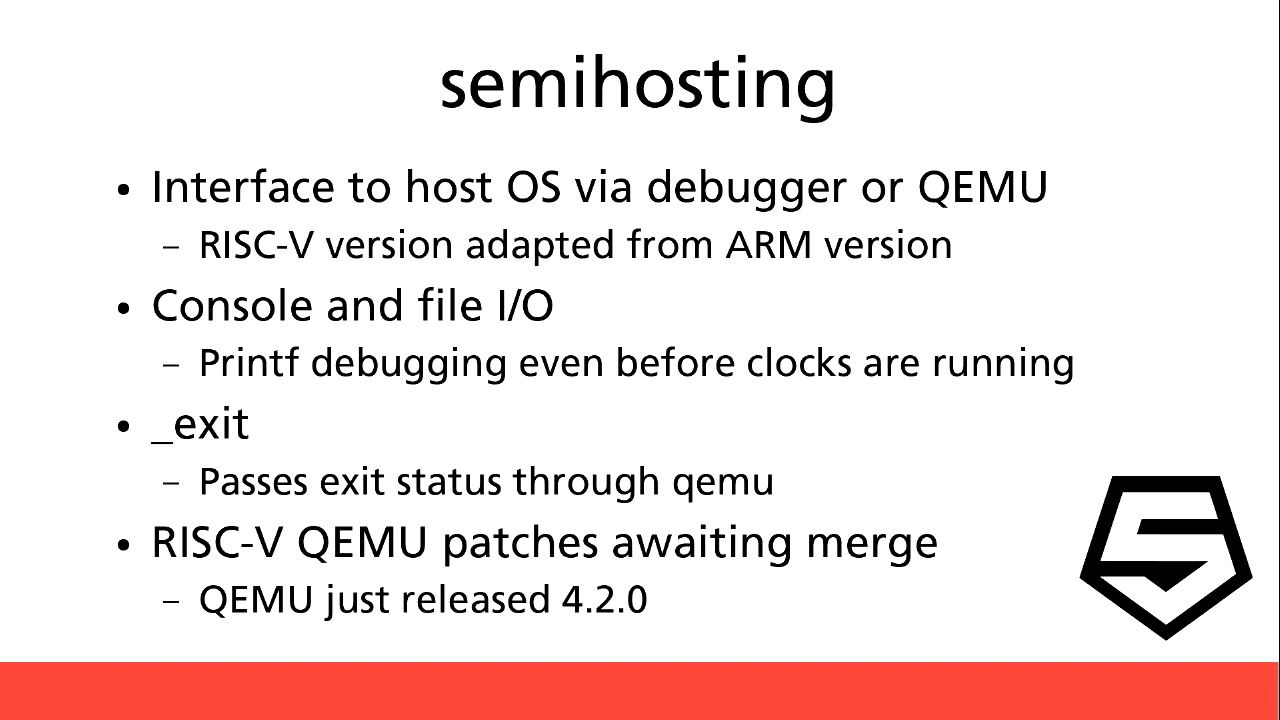 semihosting
• Interface to host OS via debugger or QEMU
– RISC-V version adapted from ARM version
• Console and file I/O
– Printf debugging even before clocks are running
• _exit
– Passes exit status through qemu
• RISC-V QEMU patches awaiting merge
– QEMU just released 4.2.0